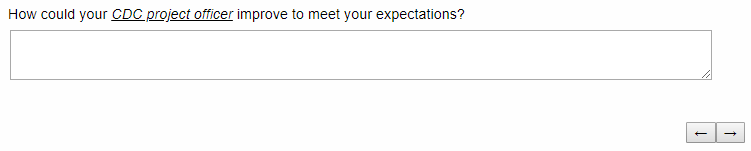 How could your CDC project officer improve to meet your expectations?
← →